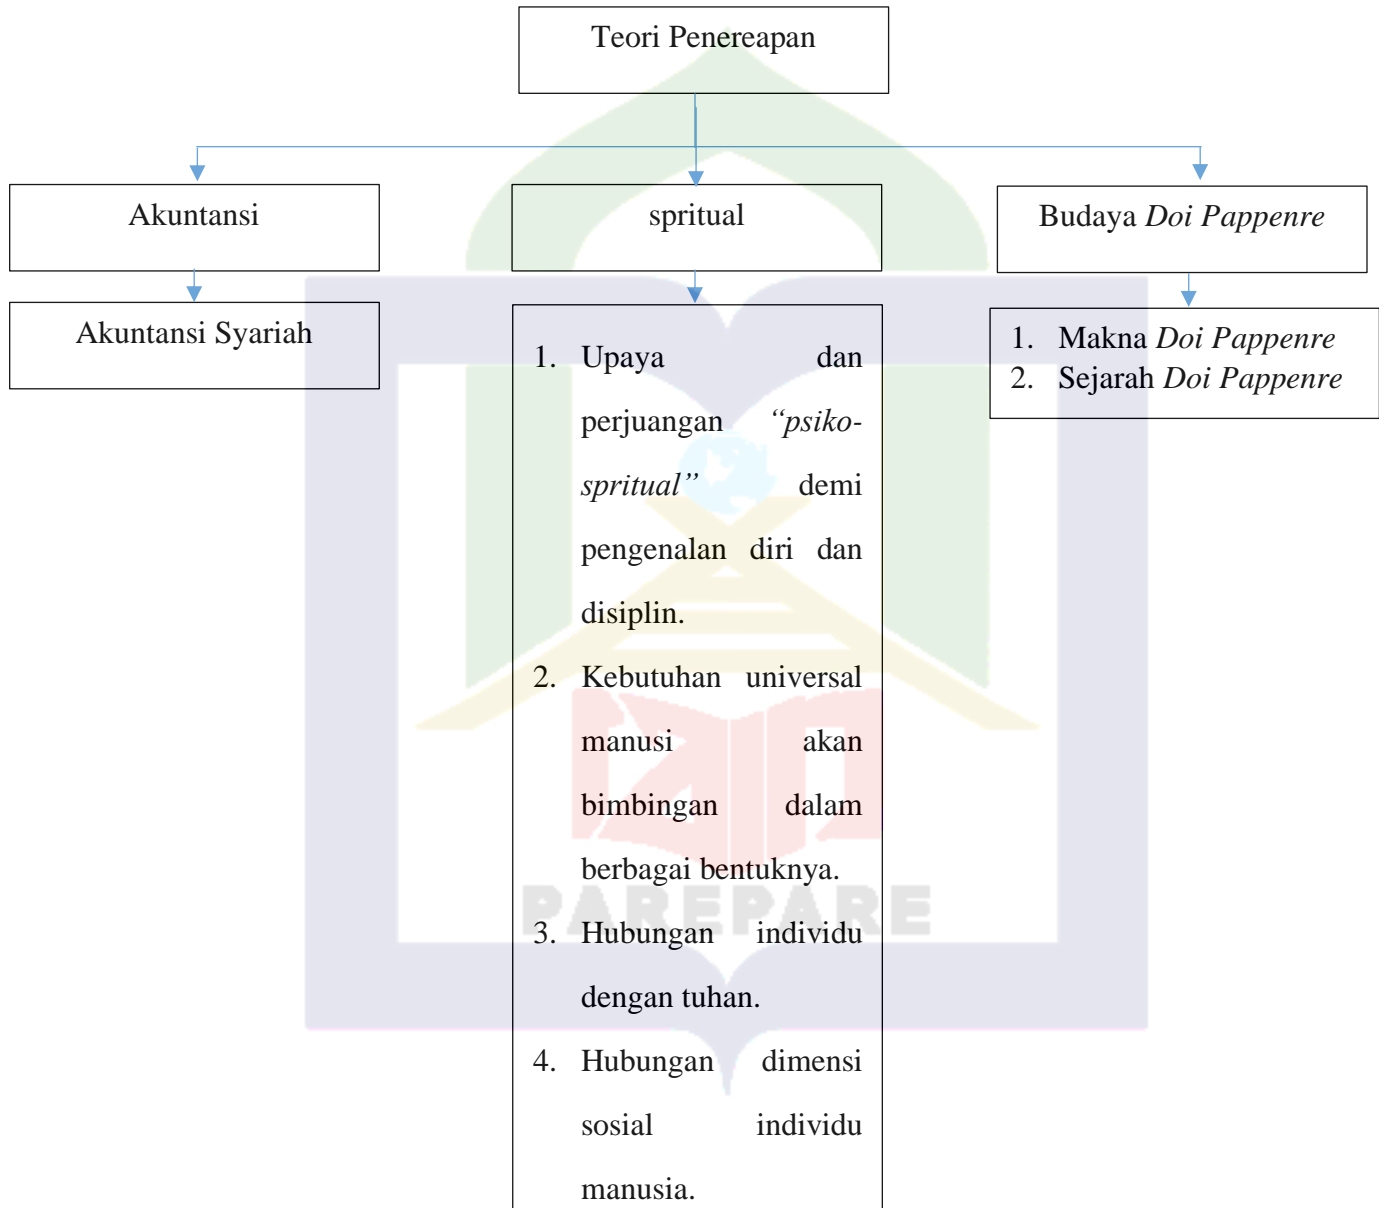 Teori Penereapan
Akuntansi
spritual
Budaya Doi Pappenre
Akuntansi Syariah
1. Upaya dan
perjuangan “psiko-
spritual” demi
pengenalan diri dan
disiplin.
2. Kebutuhan universal
manusi akan
bimbingan dalam
berbagai bentuknya.
3. Hubungan individu
dengan tuhan.
4. Hubungan dimensi
sosial individu
manusia.
1. Makna Doi Pappenre
2. Sejarah Doi Pappenre
PAREPARE